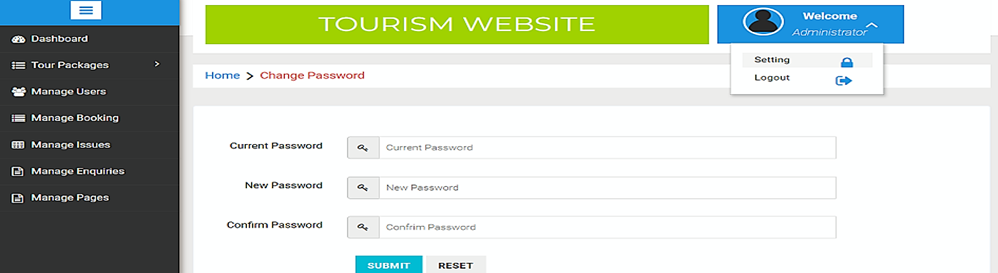 TOURISM WEBSITE
Welcome
Administrator
Setting
Logout
Dashboard
Tour Packages
Manage Users
Manage Booking
Manage Issues
Manage Enquiries
Manage Pages
Home > Change Password
Current Password Current Password
New Password New Password
Confirm Password Confrim Password
SUBMIT RESET